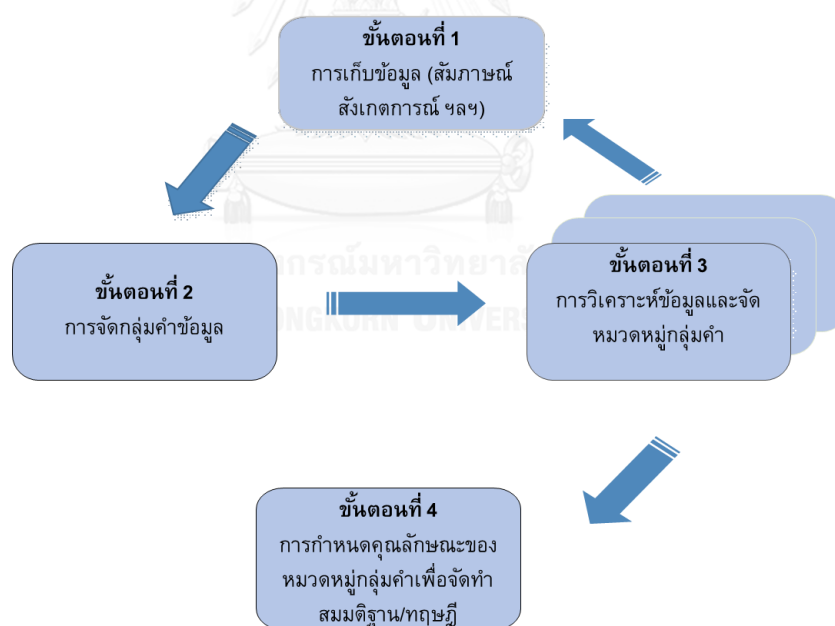 ขั้นตอนที่ 1
การเก็บข้อมูล (สัมภาษณ์
สังเกตการณ์ ฯลฯ)
ขั้นตอนที่ 2
การจัดกลุ่มคำข้อมูล
ขั้นตอนที่ 3
การวิเคราะห์ข้อมูลและจัด
หมวดหมู่กลุ่มคำ
ขั้นตอนที่ 4
การกำหนดคุณลักษณะของ
หมวดหมู่กลุ่มคำเพื่อจัดทำ
สมมติฐาน/ทฤษฎี